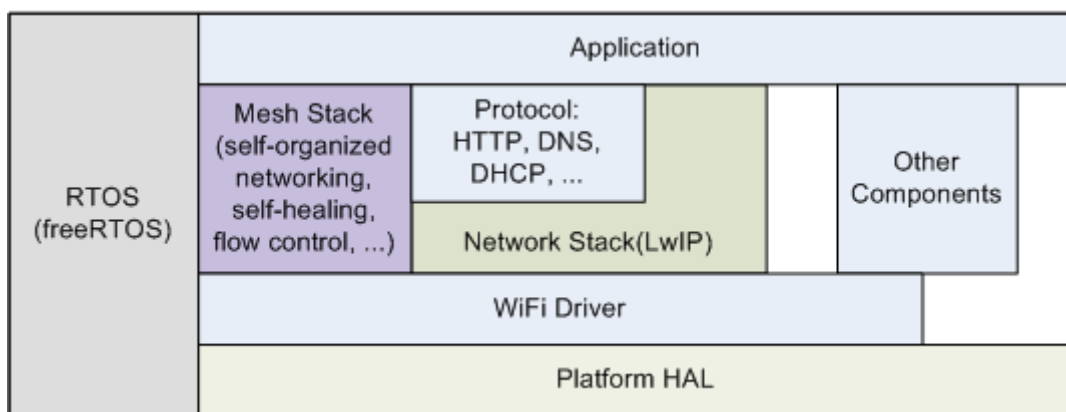 RTOS
(freeRTOS)
Application
Mesh Stack
(self-organized
networking,
self-healing,
flow control, ...)
Protocol:
HTTP, DNS,
DHCP, ...
Network Stack(LwIP)
Other
Components
WiFi Driver
Platform HAL